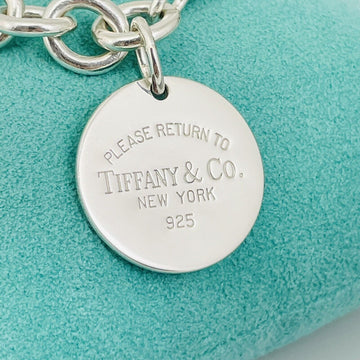 PLEASE RETURN TO
TIFFANY & CO.
NEW YORK
925